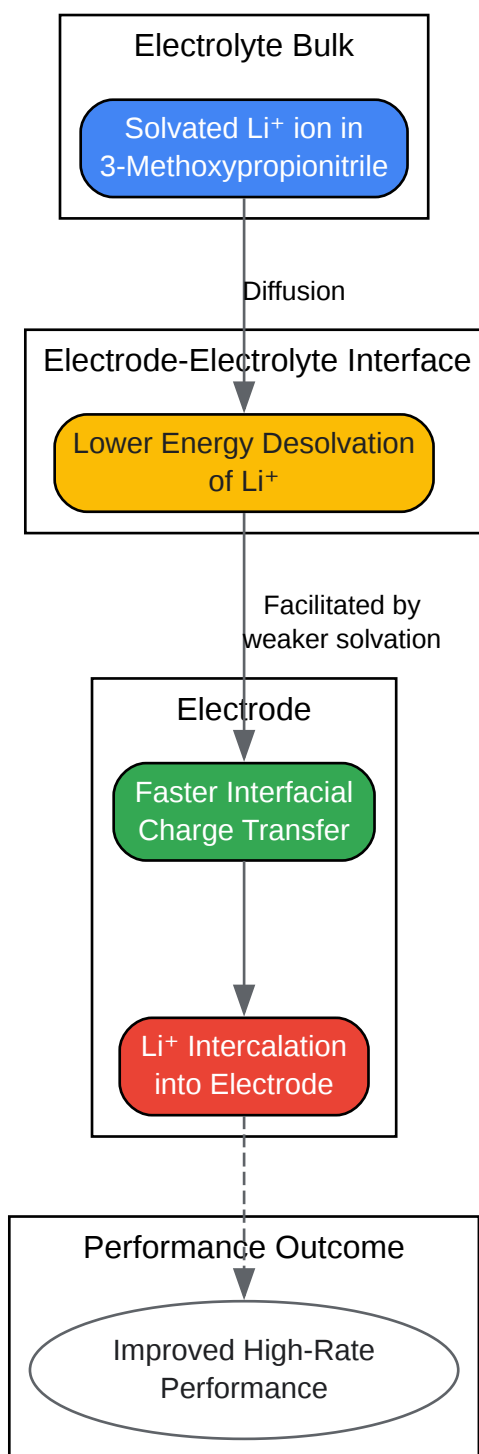 Electrolyte Bulk
Solvated Li⁺ ion in
3-Methoxypropionitrile
Diffusion
Electrode-Electrolyte Interface
Lower Energy Desolvation
of Li⁺
Facilitated by
weaker solvation
Electrode
Faster Interfacial
Charge Transfer
Li⁺ Intercalation
into Electrode
Performance Outcome
Improved High-Rate
Performance